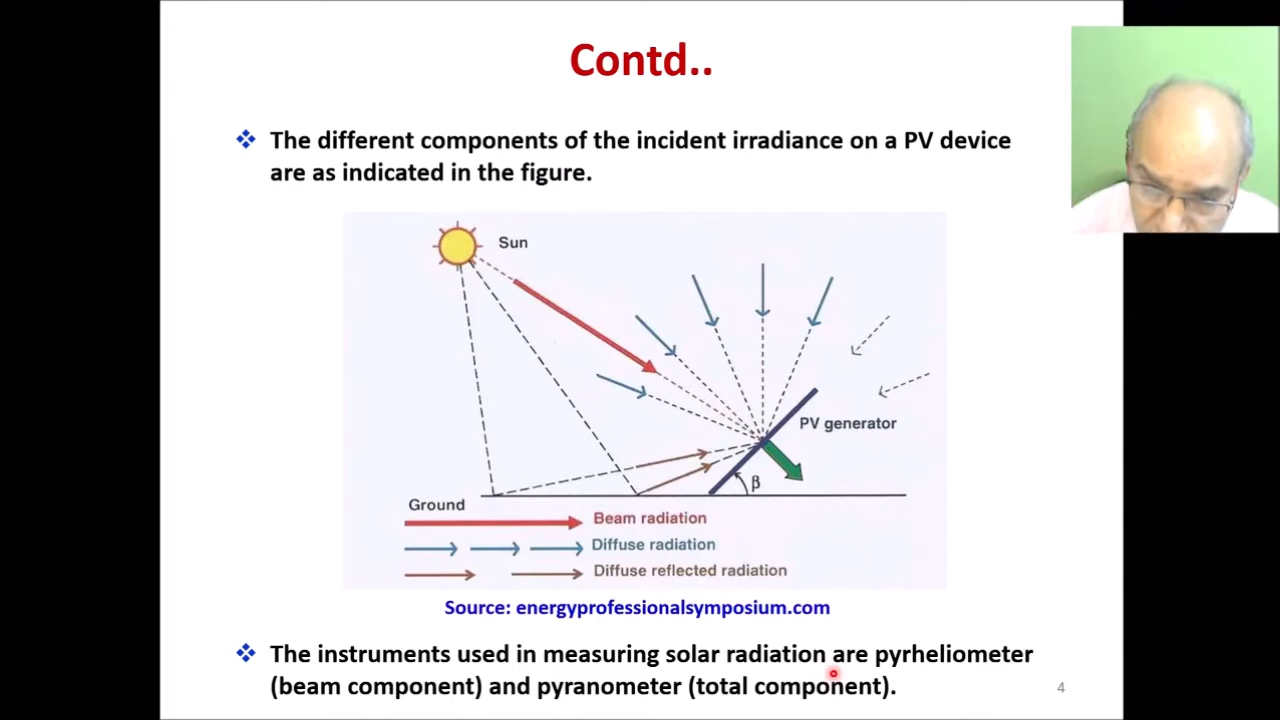 Contd..
The different components of the incident irradiance on a PV device
are as indicated in the figure.
Sun
PV generator
β
Ground
Beam radiation
Diffuse radiation
Diffuse reflected radiation
Source: energyprofessionalsymposium.com
The instruments used in measuring solar radiation are pyrheliometer
(beam component) and pyranometer (total component).
4